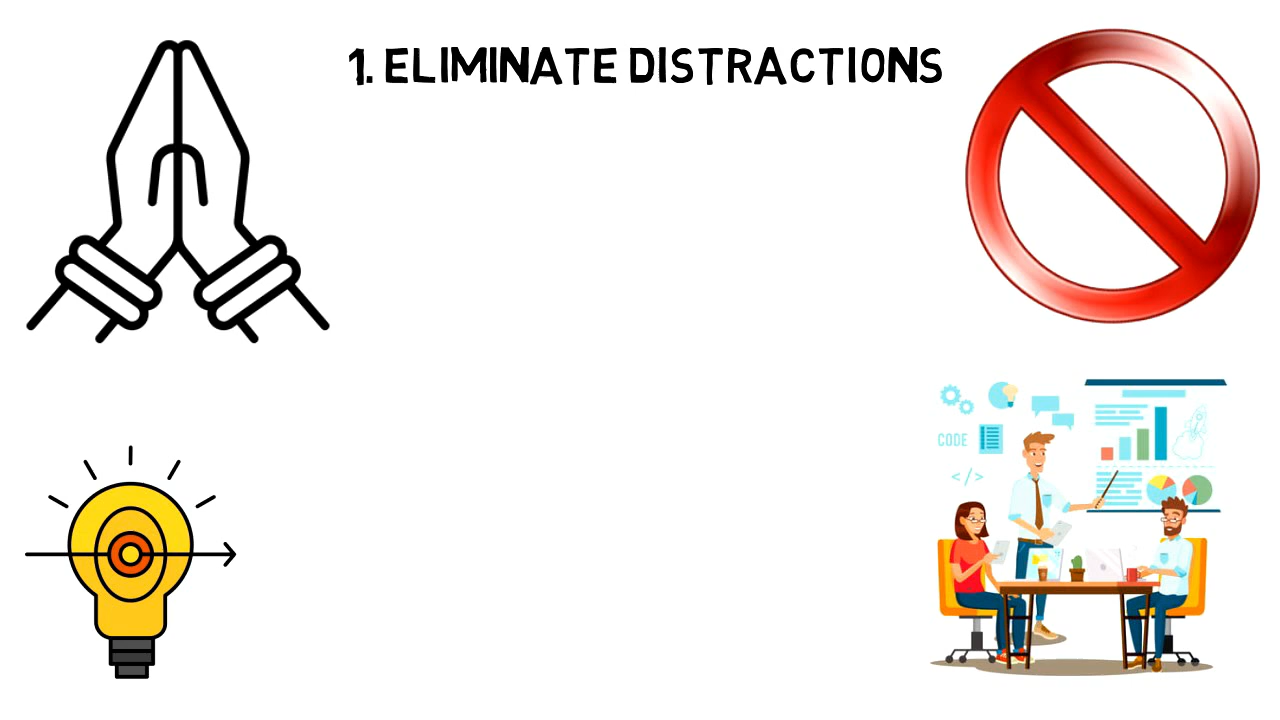 1. ELIMINATE DISTRACTIONS
CODE
</>